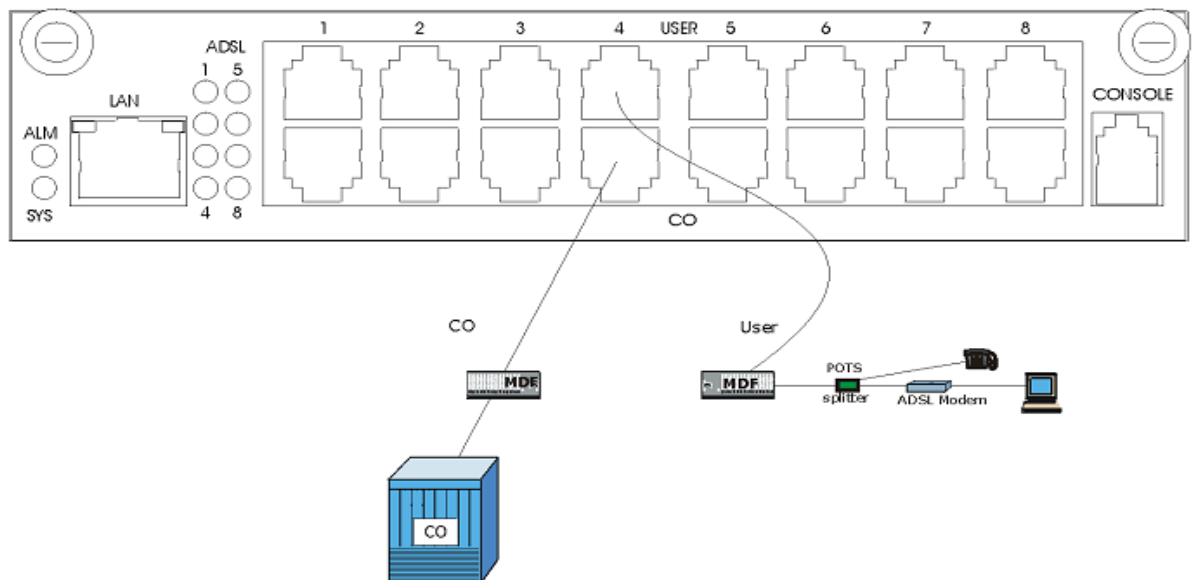 1 2 3 4 USER 5 6 7 8
ADSL
1 5
LAN
CONSOLE
ALM
SYS
4 8
CO
CO
User
MDF
MDF
POTS
splitter
ADSL Modem
CO